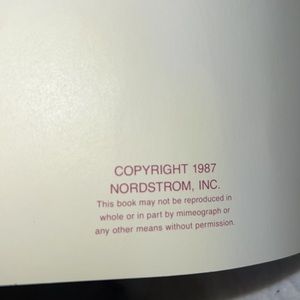 COPYRIGHT 1987
NORDSTROM, INC.
This book may not be reproduced in
whole or in part by mimeograph or
any other means without permission.